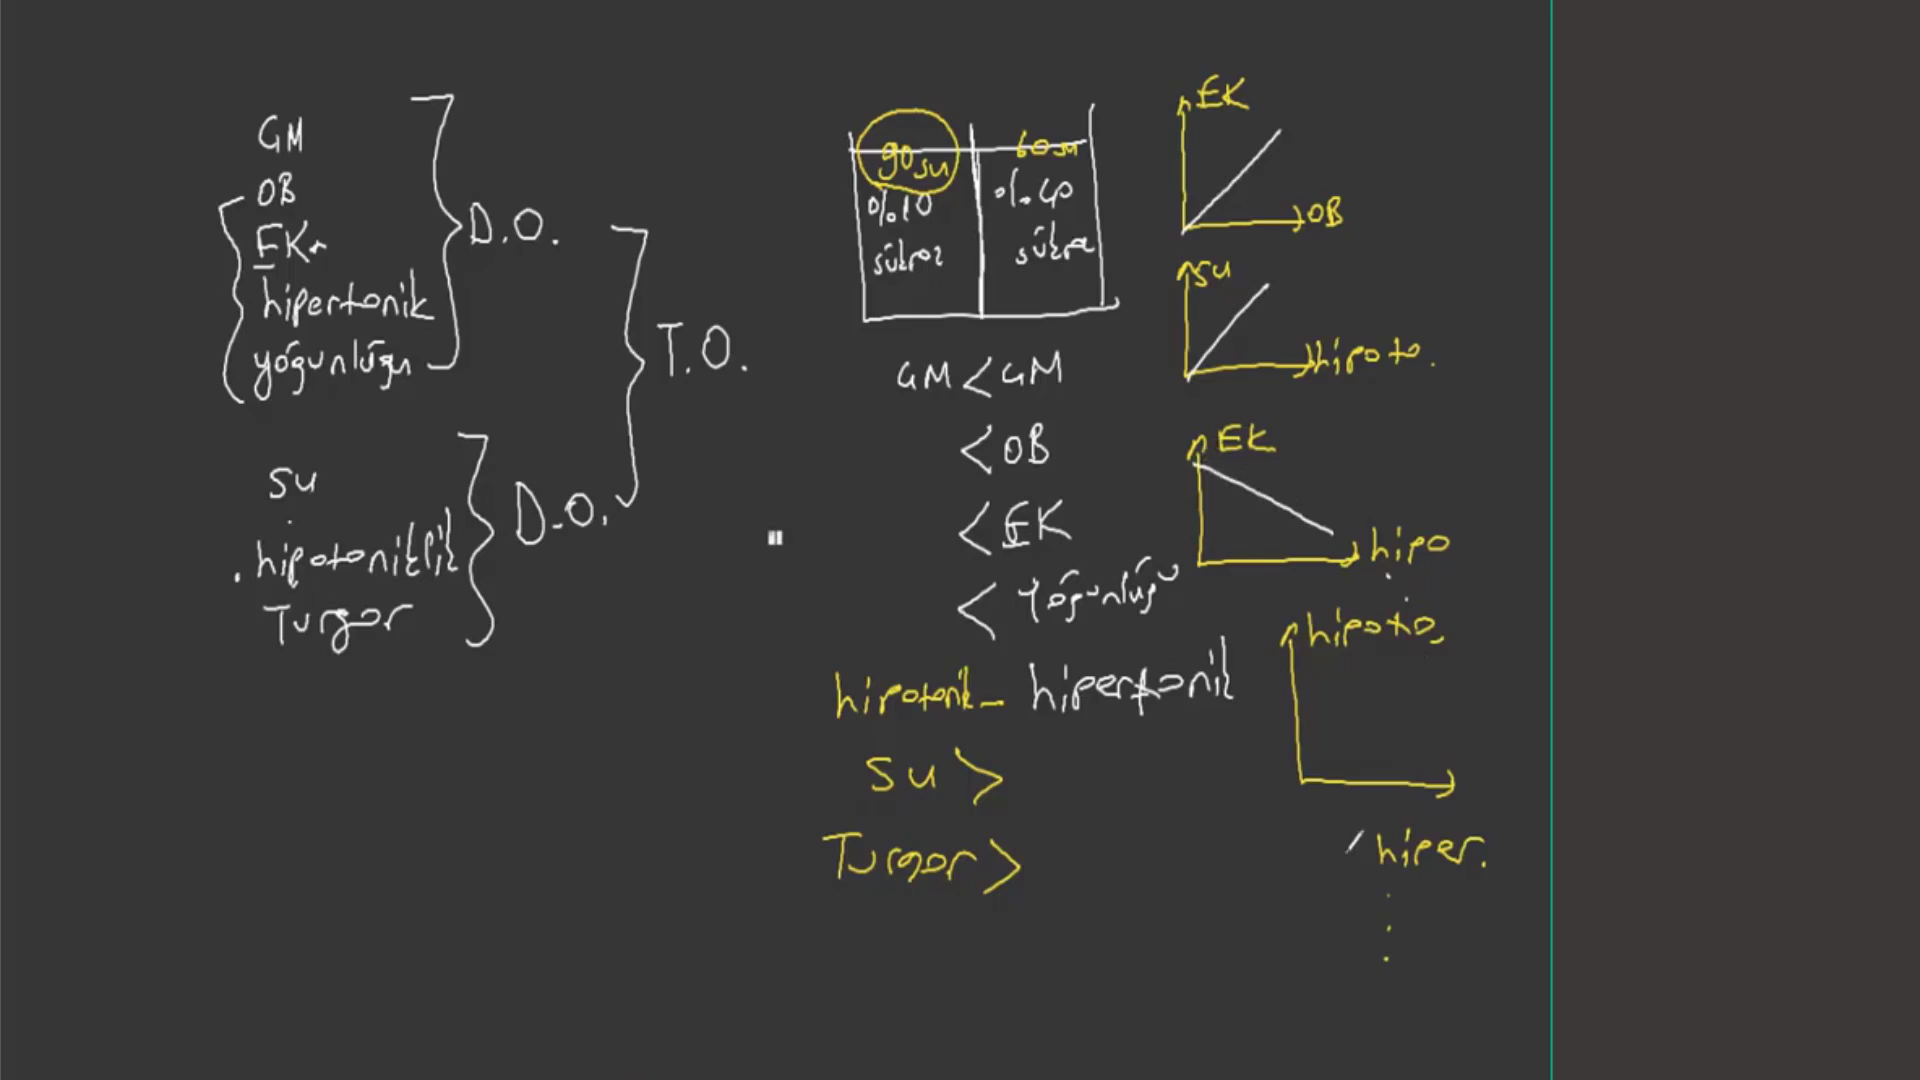 GM
OB
EK
hipertonik
yoğunluğu
D.O.
su
hipotoniklik
Turgor
D.O.
T.O.
90 su
60 su
%10
%40
sükroz
GM < GM
< OB
< EK
< Yoğunluğu
hipotonik - hipertonik
su >
Turgor >
EK
OB
su
hipoto.
EK
hipo
hipoto.
hiper.